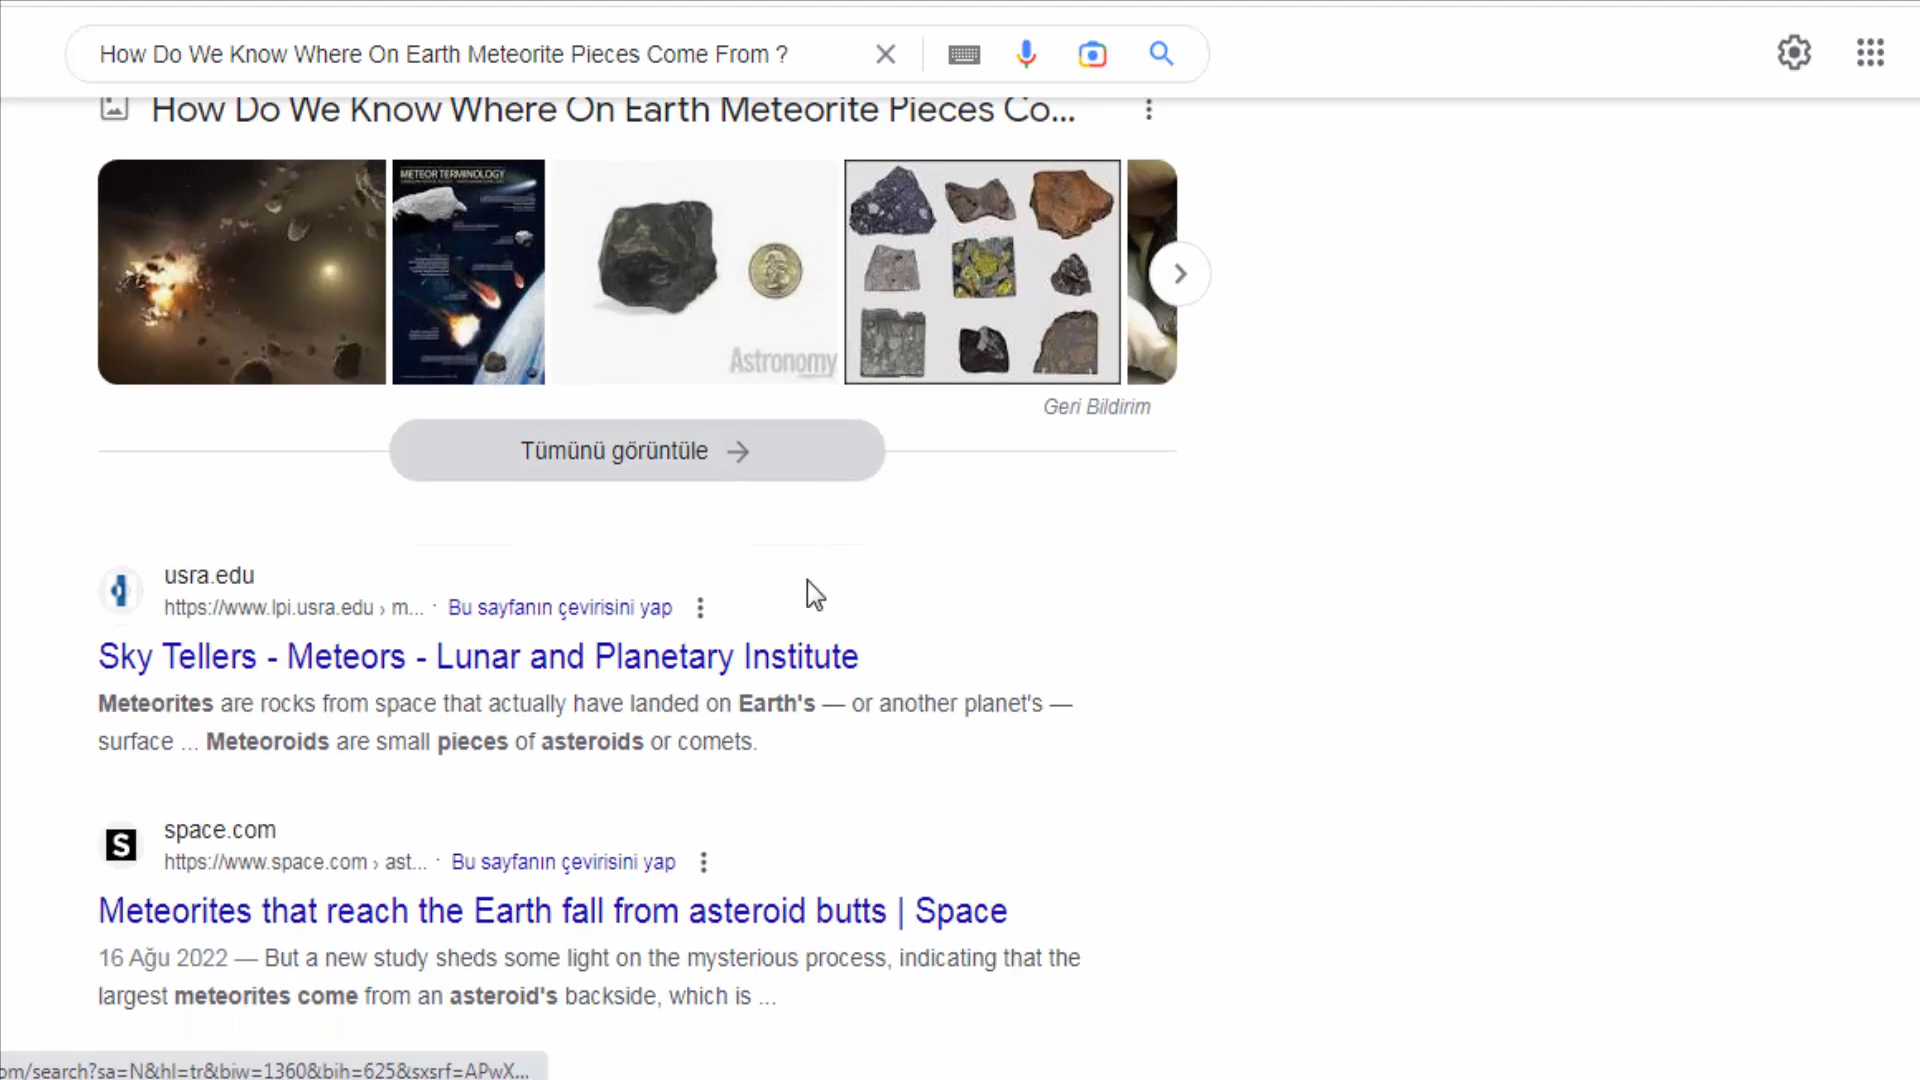 How Do We Know Where On Earth Meteorite Pieces Come From ?
How Do We Know Where On Earth Meteorite Pieces Co...
METEOR TERMINOLOGY
Astronomy
Geri Bildirim
Tümünü görüntüle
usra.edu
https://www.lpi.usra.edu › m... · Bu sayfanın çevirisini yap
Sky Tellers - Meteors - Lunar and Planetary Institute
Meteorites are rocks from space that actually have landed on Earth's — or another planet's —
surface ... Meteoroids are small pieces of asteroids or comets.
S
space.com
https://www.space.com › ast... · Bu sayfanın çevirisini yap
Meteorites that reach the Earth fall from asteroid butts | Space
16 Ağu 2022 — But a new study sheds some light on the mysterious process, indicating that the
largest meteorites come from an asteroid's backside, which is ...
om/search?sa=N&hl=tr&biw=1360&bih=625&sxsrf=APwX...